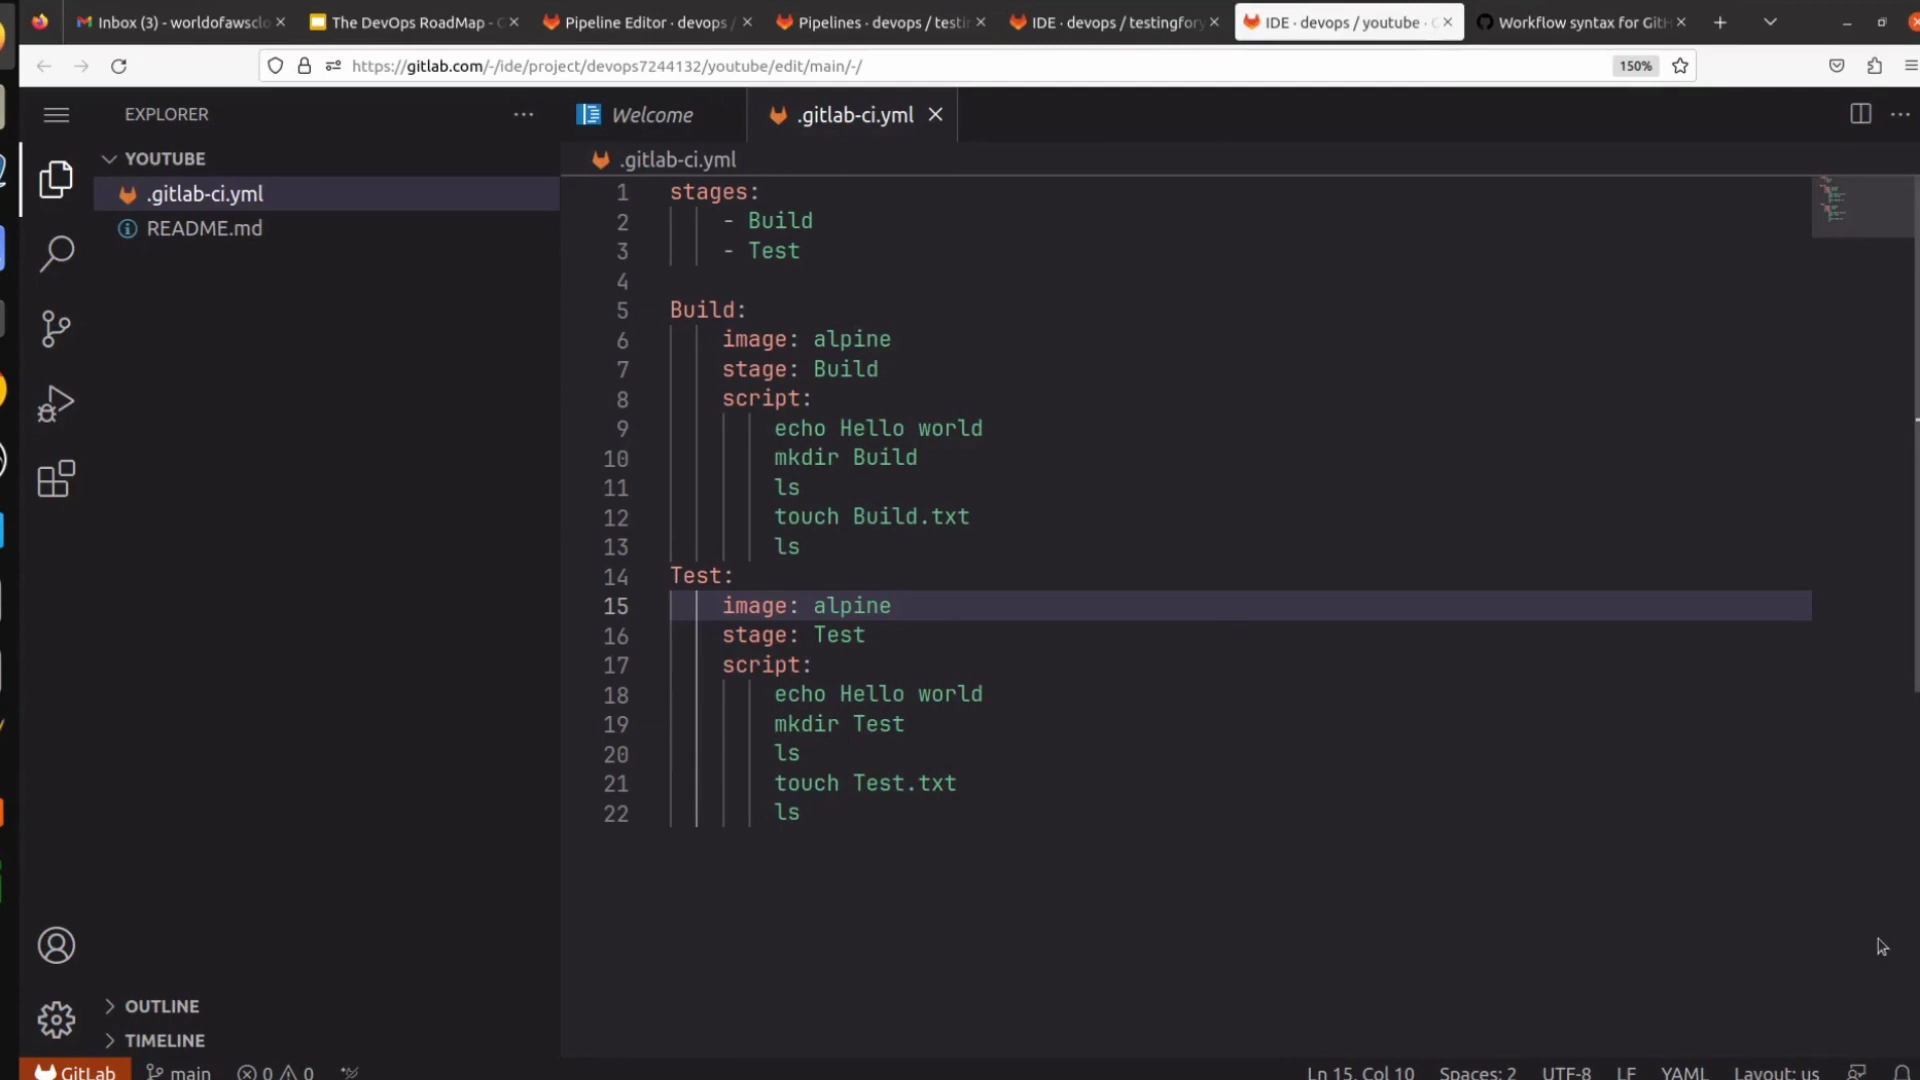 Inbox (3) - worldofawsclo
The DevOps RoadMap - C
Pipeline Editor · devops /
Pipelines · devops / testin
IDE · devops / testingfory
IDE · devops / youtube ·
Workflow syntax for GitH
https://gitlab.com/-/ide/project/devops7244132/youtube/edit/main/-/
150%
EXPLORER
Welcome
.gitlab-ci.yml
YOUTUBE
.gitlab-ci.yml
README.md
.gitlab-ci.yml
1 stages:
2 - Build
3 - Test
4
5 Build:
6 image: alpine
7 stage: Build
8 script:
9 echo Hello world
10 mkdir Build
11 ls
12 touch Build.txt
13 ls
14 Test:
15 image: alpine
16 stage: Test
17 script:
18 echo Hello world
19 mkdir Test
20 ls
21 touch Test.txt
22 ls
OUTLINE
TIMELINE
GitLab main 0 0 Ln 15, Col 10 Spaces: 2 UTF-8 LF YAML Layout: us